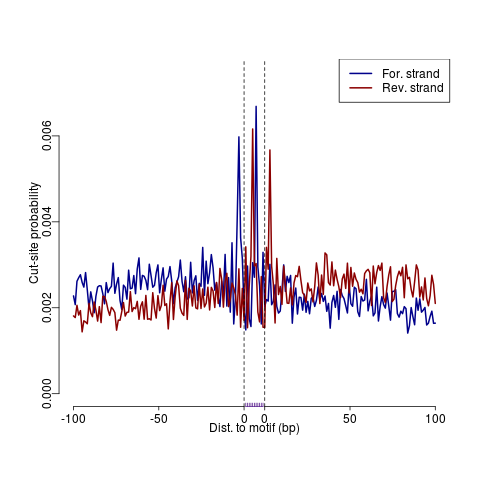 For. strand
Rev. strand
Cut-site probability
0.006
0.004
0.002
0.000
-100 -50 0 0 50 100
Dist. to motif (bp)